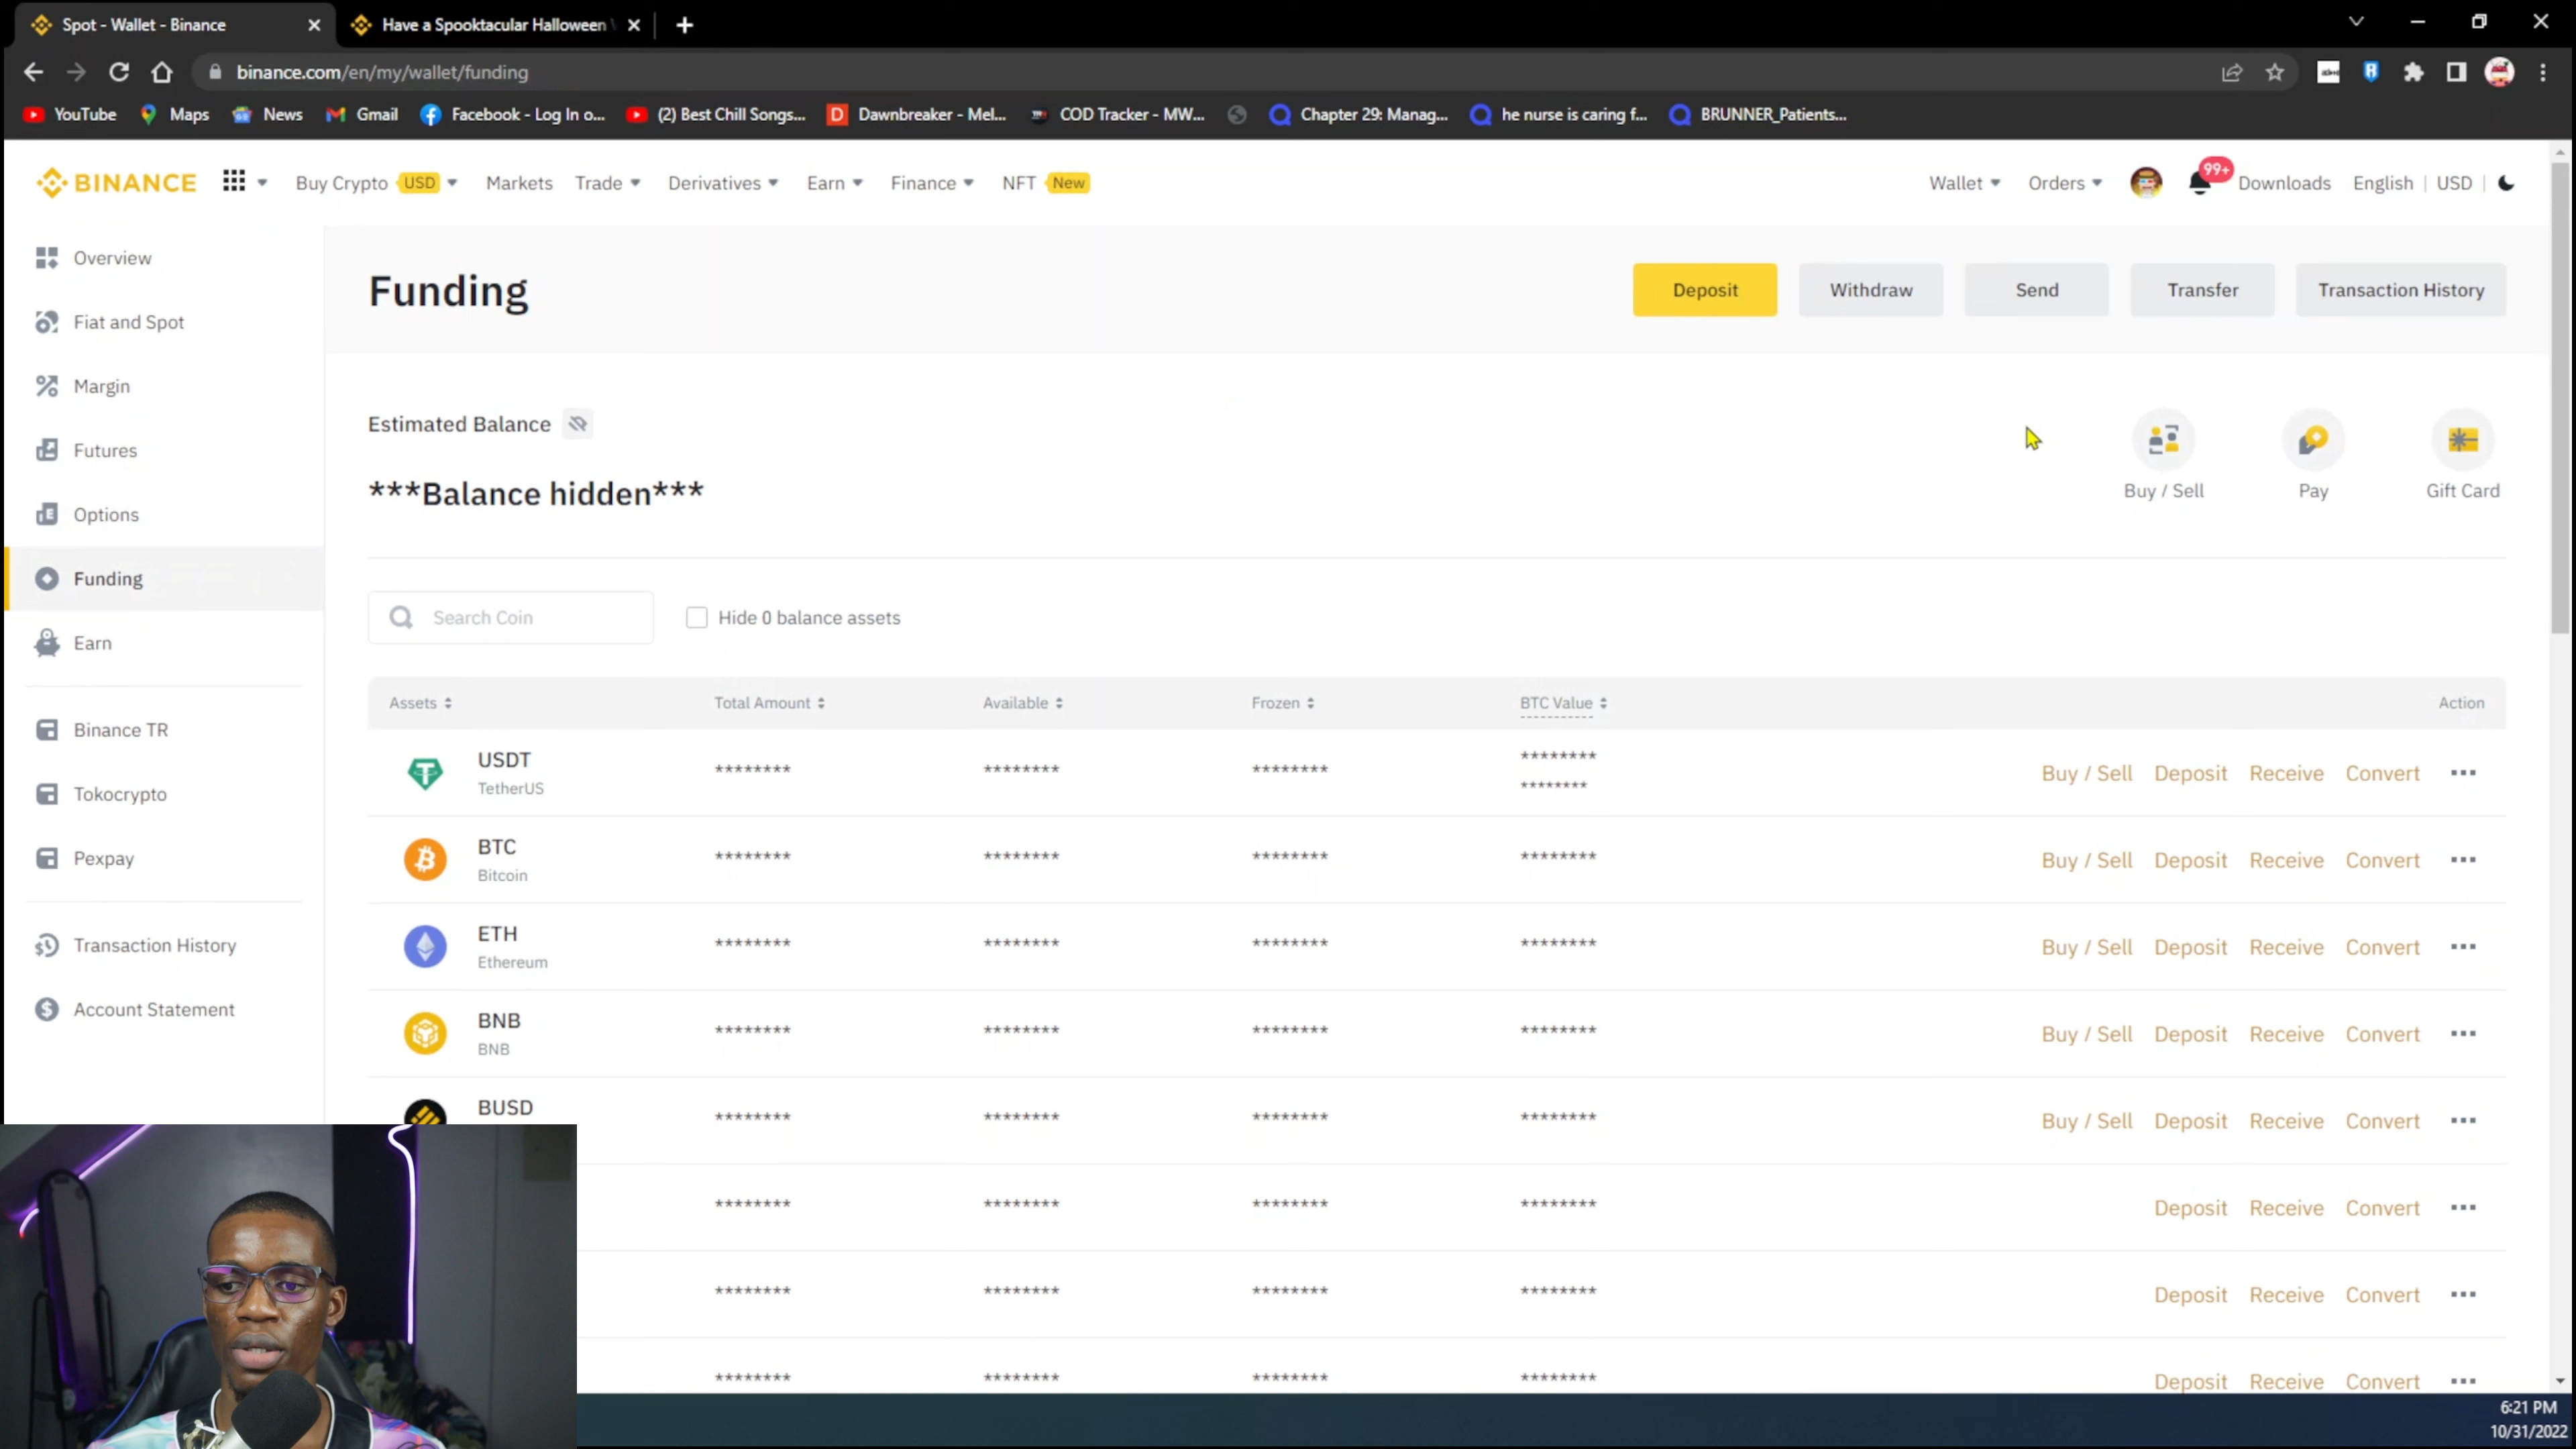 Spot - Wallet - Binance
Have a Spooktacular Halloween
binance.com/en/my/wallet/funding
YouTube Maps News Gmail Facebook - Log In o... (2) Best Chill Songs... Dawnbreaker - Mel... COD Tracker - MW... Chapter 29: Manag... he nurse is caring f... BRUNNER_Patients...
BINANCE Buy Crypto USD Markets Trade Derivatives Earn Finance NFT New Wallet Orders 99+ Downloads English | USD
Overview
Fiat and Spot
Margin
Futures
Options
Funding
Earn
Binance TR
Tokocrypto
Pexpay
Transaction History
Account Statement
Funding
Deposit Withdraw Send Transfer Transaction History
Estimated Balance
***Balance hidden***
Buy / Sell Pay Gift Card
Search Coin Hide 0 balance assets
Assets Total Amount Available Frozen BTC Value Action
USDT ******** ******** ******** ******** Buy / Sell Deposit Receive Convert
TetherUS ********
BTC ******** ******** ******** ******** Buy / Sell Deposit Receive Convert
Bitcoin
ETH ******** ******** ******** ******** Buy / Sell Deposit Receive Convert
Ethereum
BNB ******** ******** ******** ******** Buy / Sell Deposit Receive Convert
BNB
BUSD ******** ******** ******** ******** Buy / Sell Deposit Receive Convert
******** ******** ******** ******** Deposit Receive Convert
******** ******** ******** ******** Deposit Receive Convert
******** ******** ******** ******** Deposit Receive Convert
6:21 PM
10/31/2022